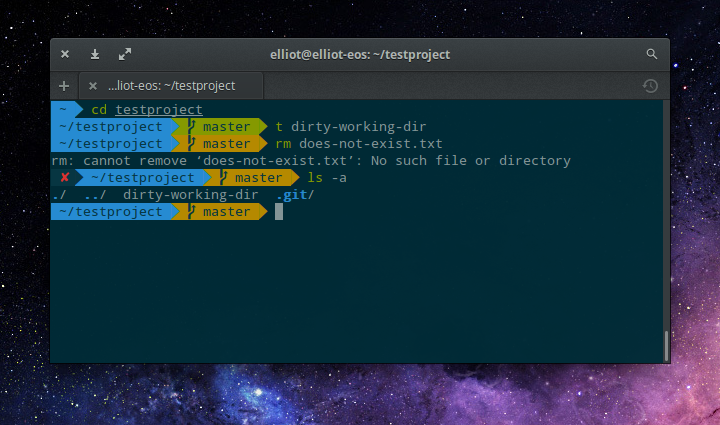 elliot@elliot-eos: ~/testproject
...liot-eos: ~/testproject
~ cd testproject
~/testproject master t dirty-working-dir
~/testproject master rm does-not-exist.txt
rm: cannot remove ‘does-not-exist.txt’: No such file or directory
✘ ~/testproject master ls -a
./ ../ dirty-working-dir .git/
~/testproject master